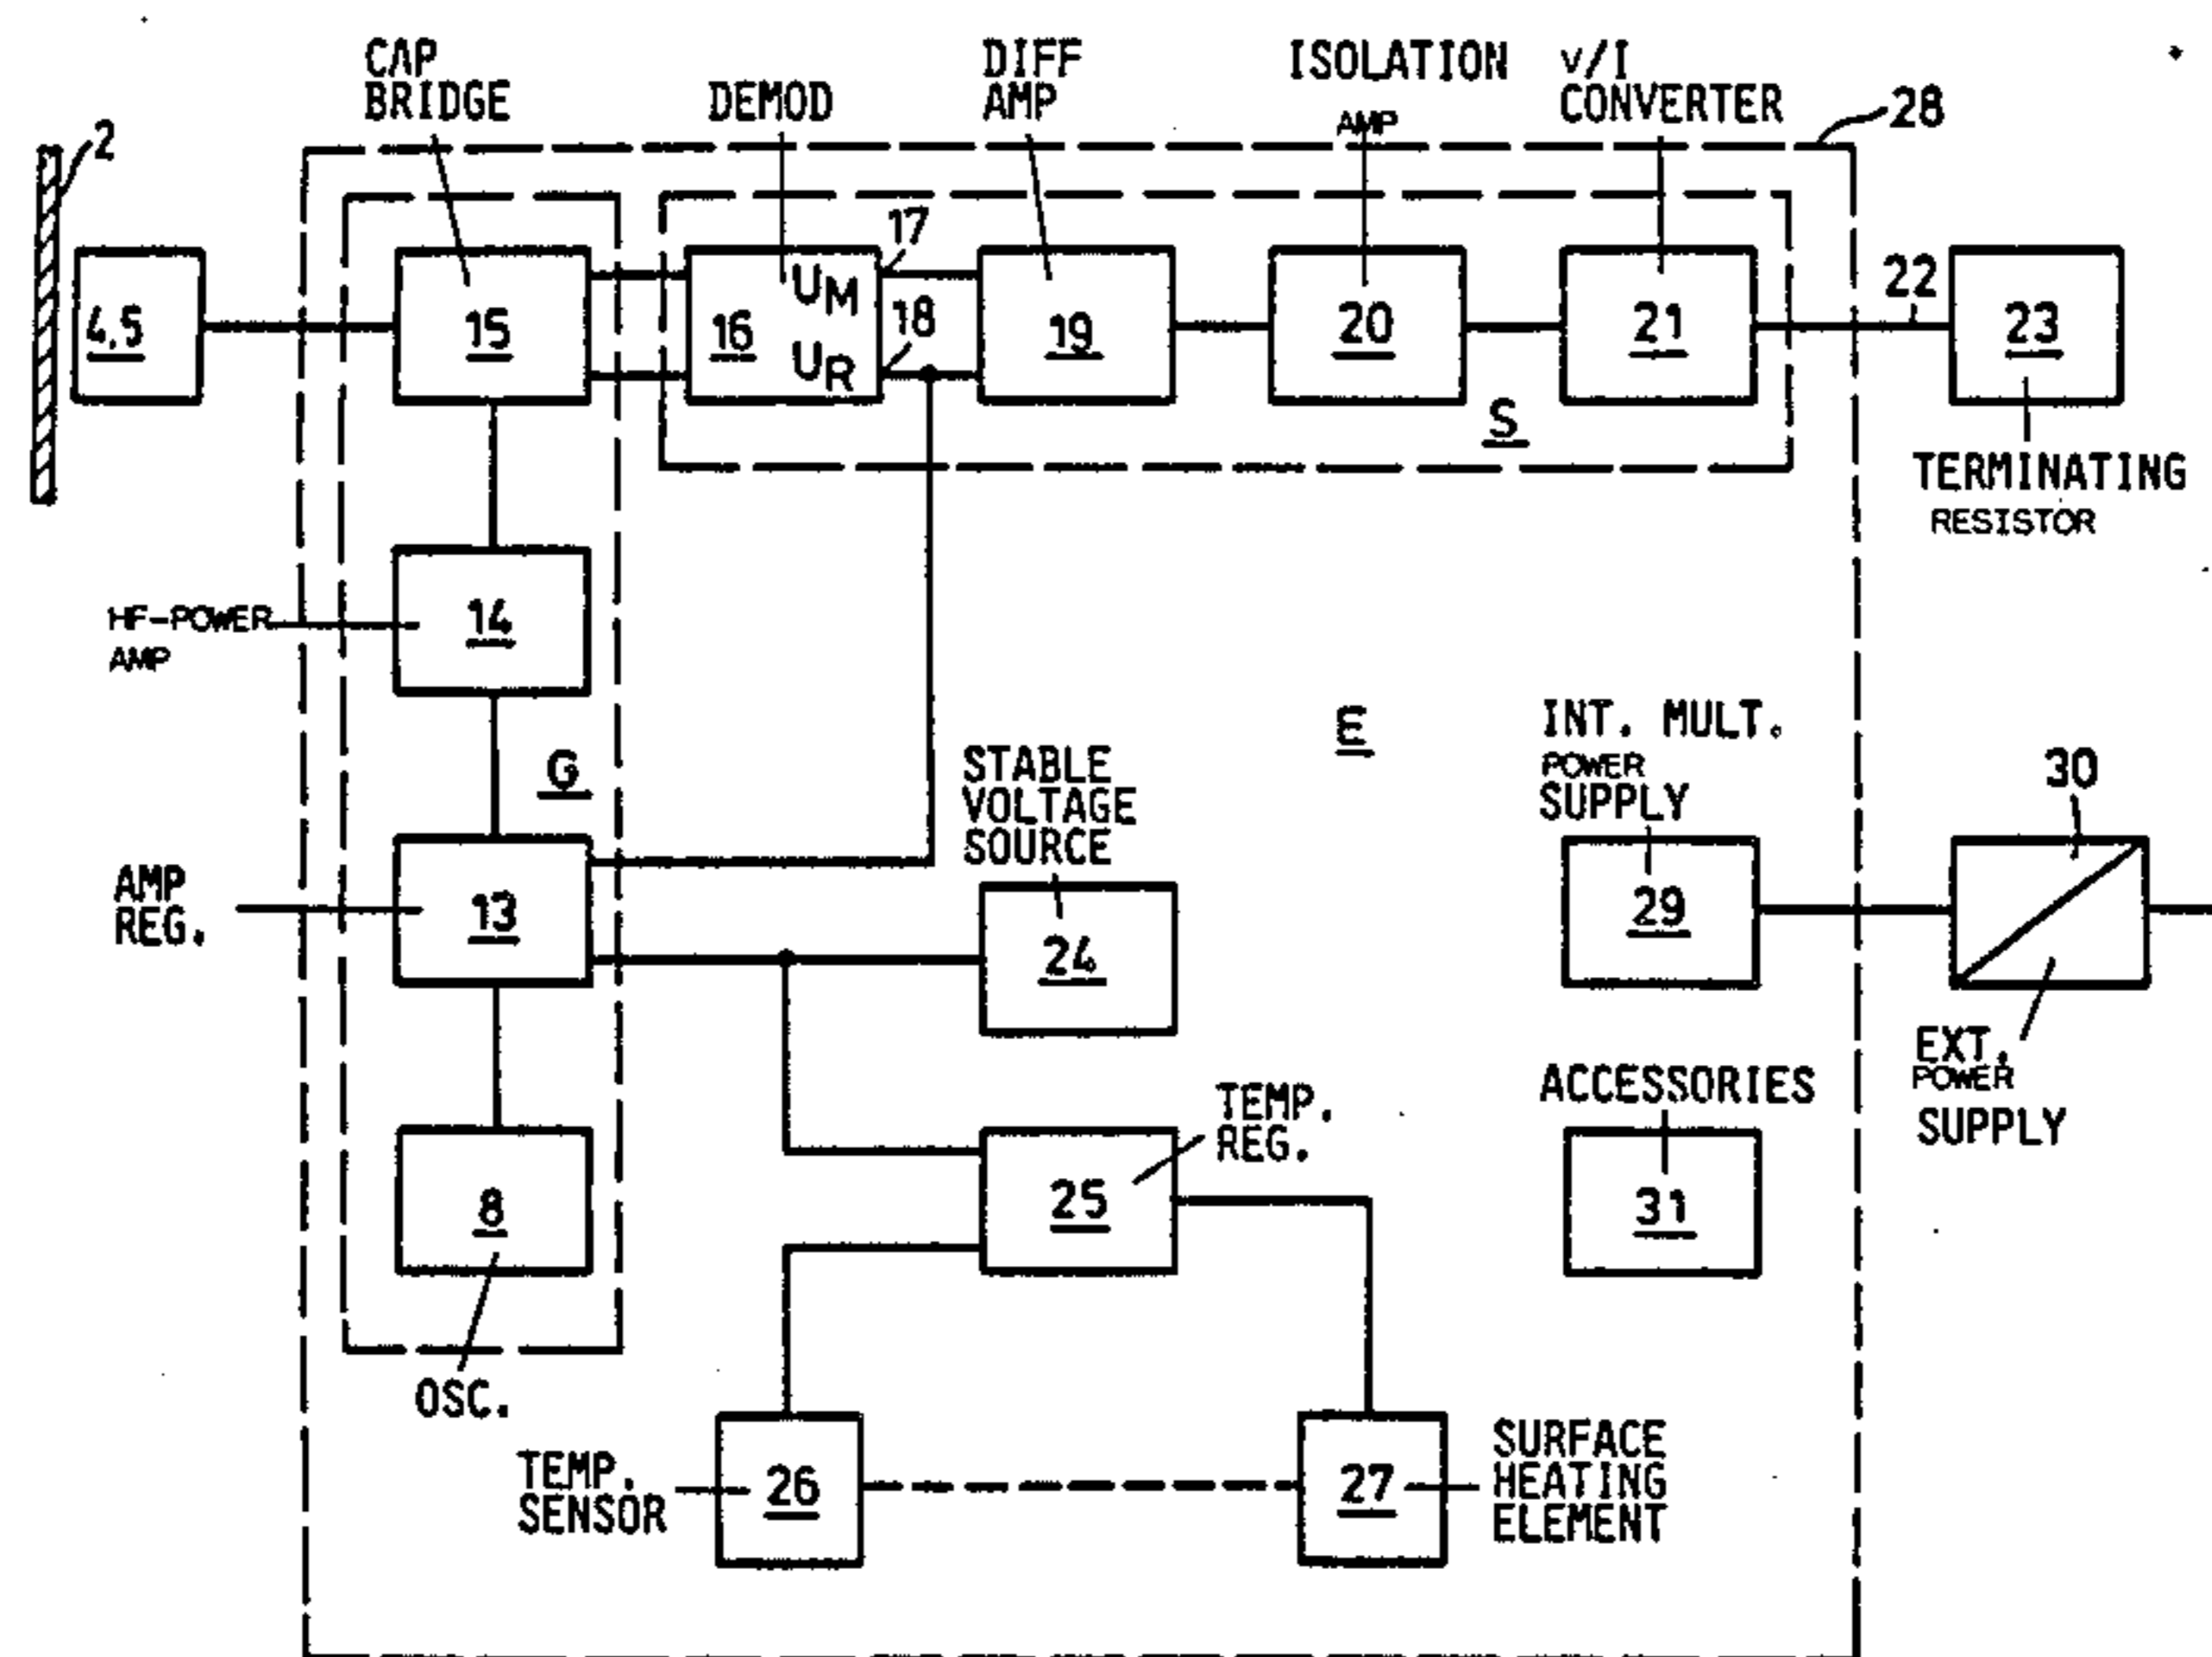 CAP
BRIDGE
DEMOD
DIFF
AMP
ISOLATION
AMP
V/I
CONVERTER
28
2
4.5
15
16
UM
UR
17
18
19
20
21
22
23
S
TERMINATING
RESISTOR
HF-POWER
AMP
14
G
E
INT. MULT.
POWER
SUPPLY
STABLE
VOLTAGE
SOURCE
30
AMP
REG.
13
24
29
EXT.
POWER
SUPPLY
ACCESSORIES
TEMP.
REG.
8
25
31
OSC.
TEMP.
SENSOR
26
27
SURFACE
HEATING
ELEMENT